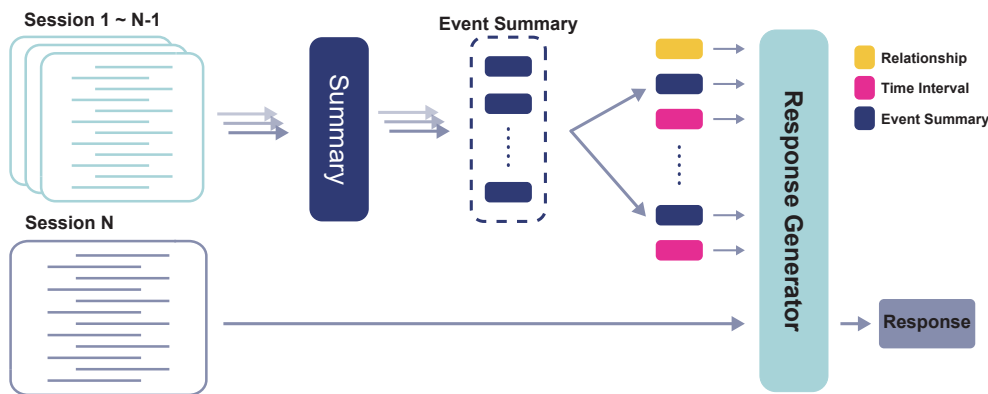 Session 1 ~ N-1
Event Summary
Summary
Relationship
Time Interval
Event Summary
Response Generator
Session N
Response